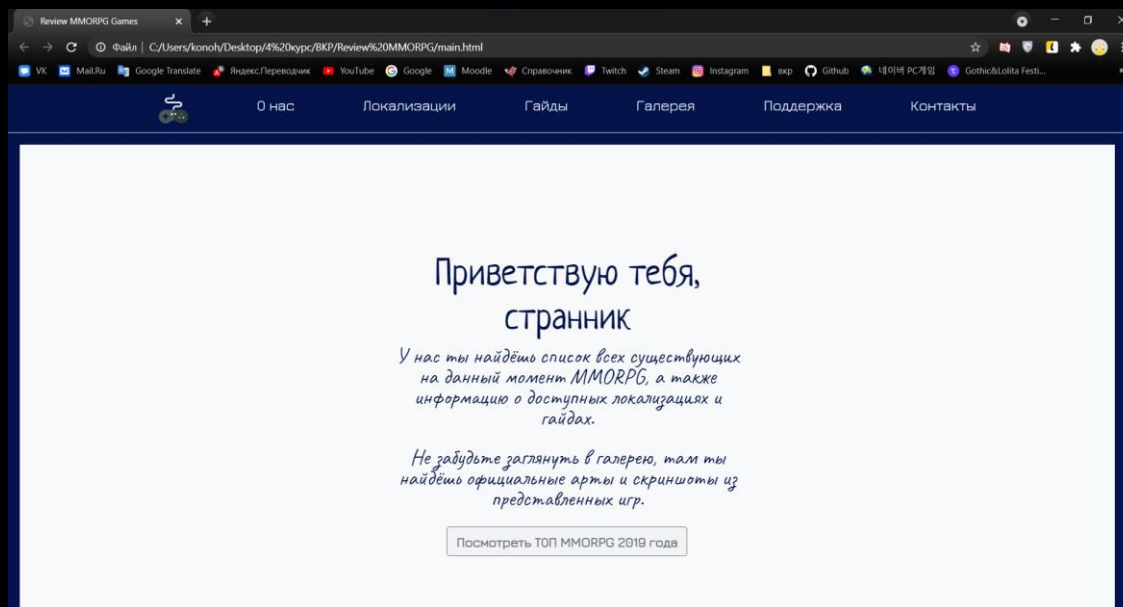 Review MMORPG Games
Файл | C:/Users/konoh/Desktop/4%20курс/ВКР/Review%20MMORPG/main.html
VK Mail.Ru Google Translate Яндекс.Переводчик YouTube Google Moodle Справочник Twitch Steam Instagram вкр Github 네이버 PC게임 Gothic&Lolita Festi...
О нас Локализации Гайды Галерея Поддержка Контакты
Приветствую тебя,
странник
У нас ты найдёшь список всех существующих
на данный момент MMORPG, а также
информацию о доступных локализациях и
гайдах.
Не забудьте заглянуть в галерею, там ты
найдёшь официальные арты и скриншоты из
представленных игр.
Посмотреть ТОП MMORPG 2019 года